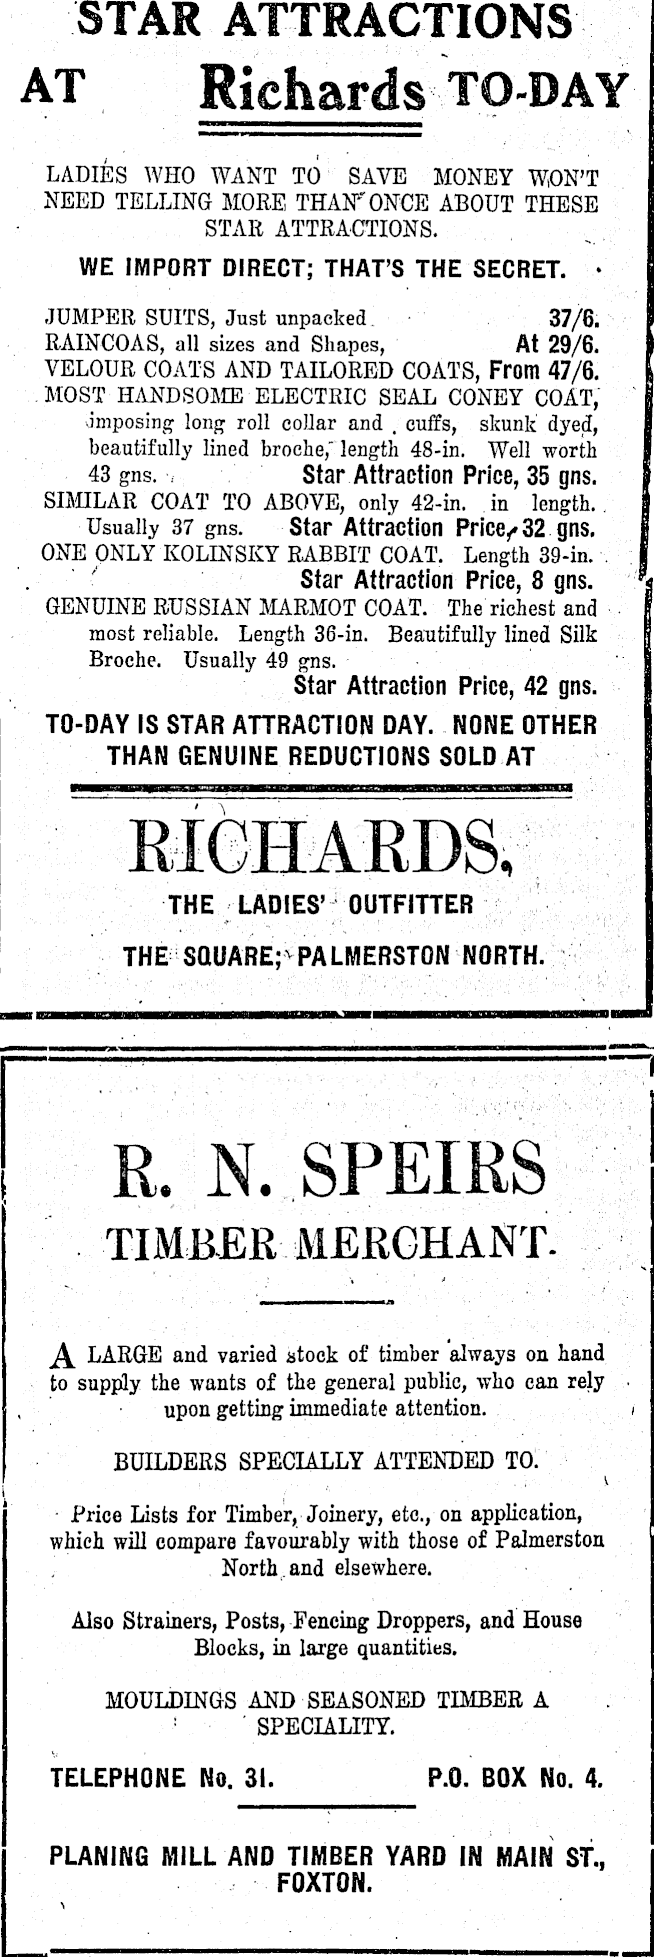 STAR ATTRACTIONS
AT Richards TO-DAY
LADIES WHO WANT TO SAVE MONEY WON'T
NEED TELLING MORE THAN ONCE ABOUT THESE
STAR ATTRACTIONS.
WE IMPORT DIRECT; THAT'S THE SECRET.
JUMPER SUITS, Just unpacked 37/6.
RAINCOAS, all sizes and Shapes, At 29/6.
VELOUR COATS AND TAILORED COATS, From 47/6.
MOST HANDSOME ELECTRIC SEAL CONEY COAT,
imposing long roll collar and cuffs, skunk dyed,
beautifully lined broche, length 48-in. Well worth
43 gns. Star Attraction Price, 35 gns.
SIMILAR COAT TO ABOVE, only 42-in. in length.
Usually 37 gns. Star Attraction Price, 32 gns.
ONE ONLY KOLINSKY RABBIT COAT. Length 39-in.
Star Attraction Price, 8 gns.
GENUINE RUSSIAN MARMOT COAT. The richest and
most reliable. Length 36-in. Beautifully lined Silk
Broche. Usually 49 gns.
Star Attraction Price, 42 gns.
TO-DAY IS STAR ATTRACTION DAY. NONE OTHER
THAN GENUINE REDUCTIONS SOLD AT
RICHARDS,
THE LADIES' OUTFITTER
THE SQUARE; PALMERSTON NORTH.
R. N. SPEIRS
TIMBER MERCHANT.
A LARGE and varied stock of timber always on hand
to supply the wants of the general public, who can rely
upon getting immediate attention.
BUILDERS SPECIALLY ATTENDED TO.
Price Lists for Timber, Joinery, etc., on application,
which will compare favourably with those of Palmerston
North and elsewhere.
Also Strainers, Posts, Fencing Droppers, and House
Blocks, in large quantities.
MOULDINGS AND SEASONED TIMBER A
SPECIALITY.
TELEPHONE No. 31. P.O. BOX No. 4.
PLANING MILL AND TIMBER YARD IN MAIN ST.,
FOXTON.